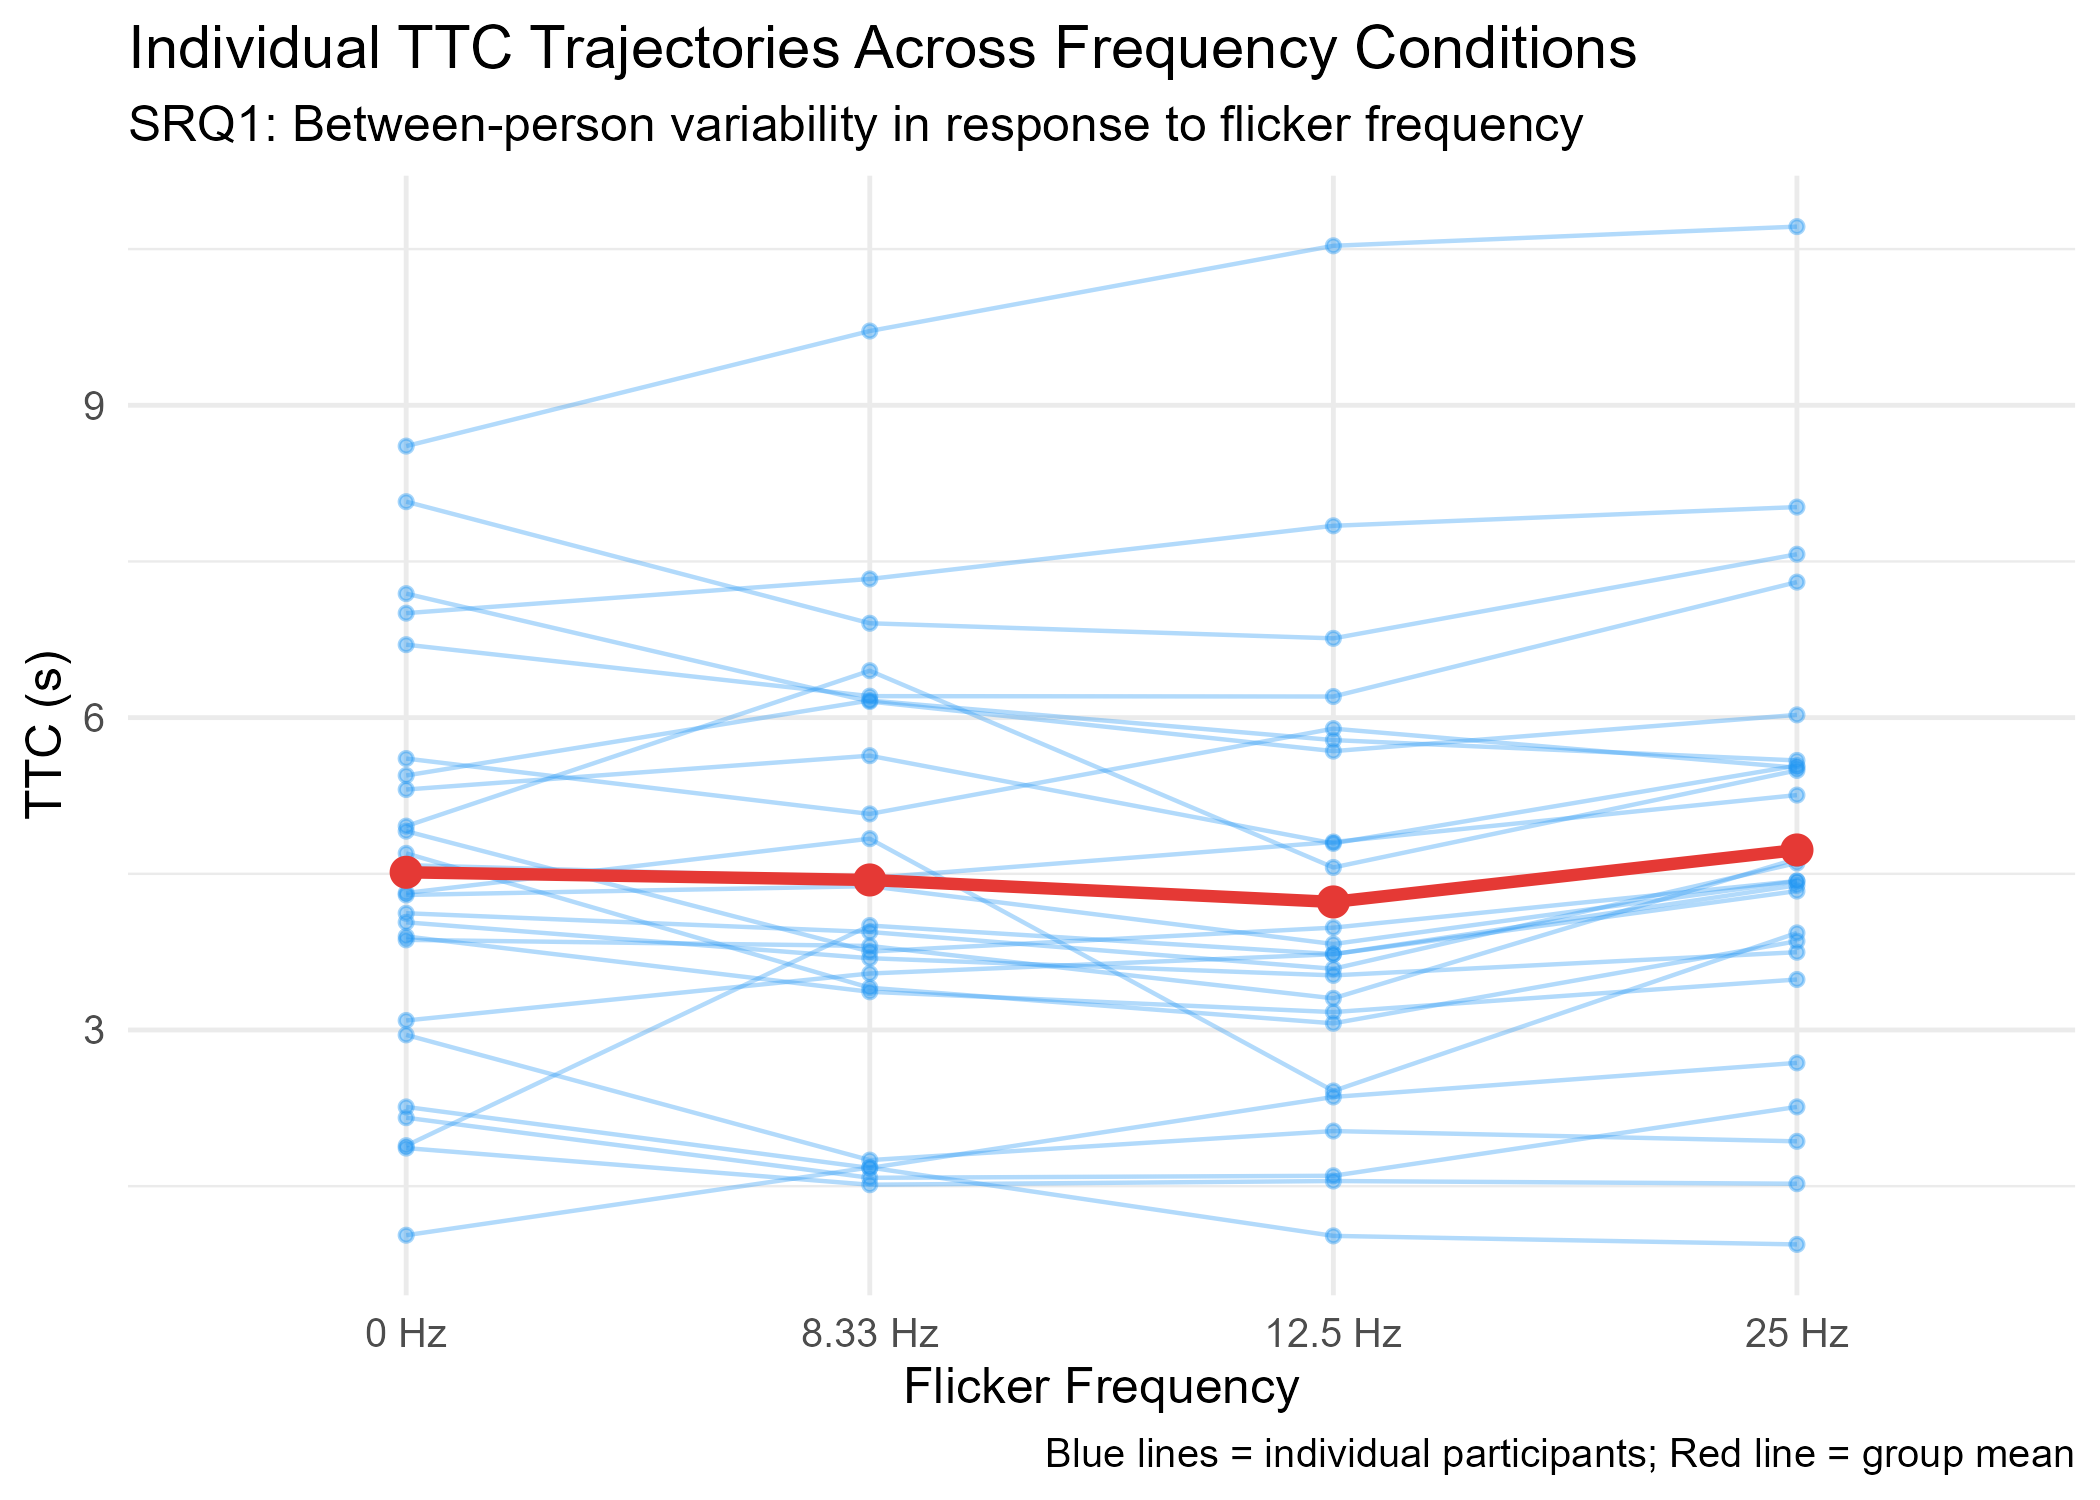 Individual TTC Trajectories Across Frequency Conditions
SRQ1: Between-person variability in response to flicker frequency
9
6
3
TTC (s)
0 Hz
8.33 Hz
12.5 Hz
25 Hz
Flicker Frequency
Blue lines = individual participants; Red line = group mean